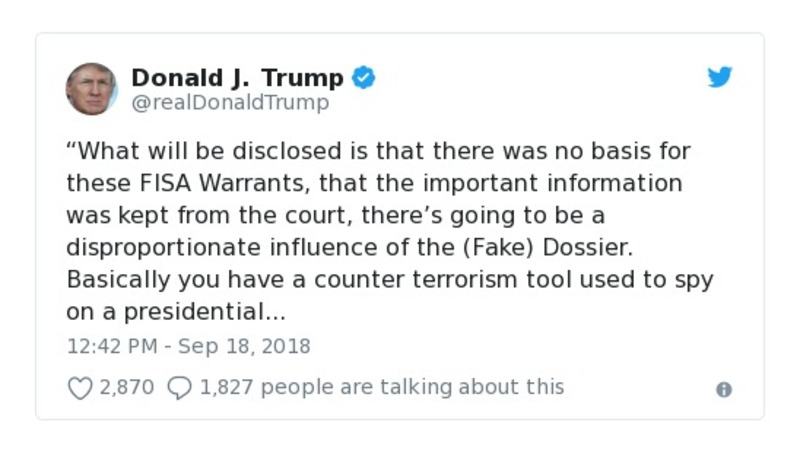 Donald J. Trump
@realDonaldTrump
“What will be disclosed is that there was no basis for
these FISA Warrants, that the important information
was kept from the court, there’s going to be a
disproportionate influence of the (Fake) Dossier.
Basically you have a counter terrorism tool used to spy
on a presidential...
12:42 PM - Sep 18, 2018
2,870 1,827 people are talking about this